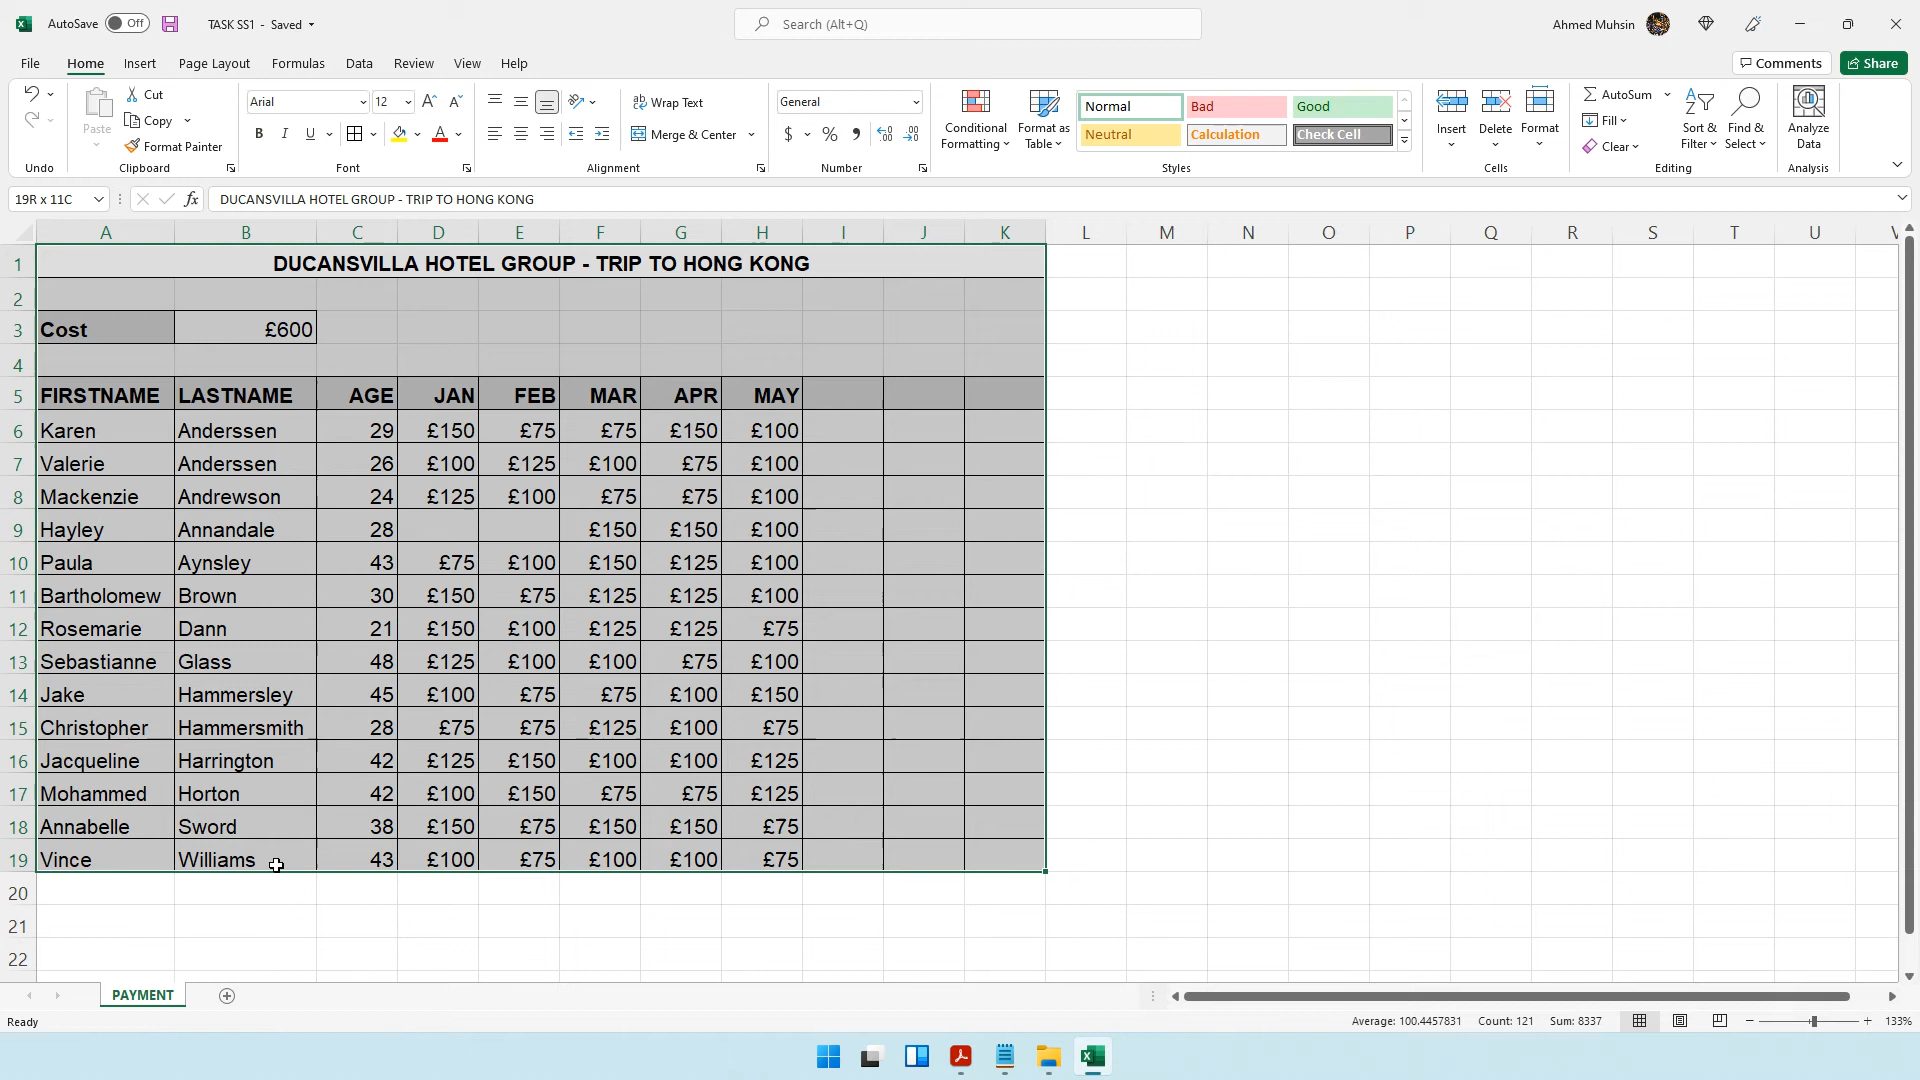 AutoSave Off TASK SS1 - Saved Search (Alt+Q) Ahmed Muhsin
File Home Insert Page Layout Formulas Data Review View Help Comments Share
Paste Cut Copy Format Painter
Arial 12 B I U A
ab Wrap Text Merge & Center
General $ % ,
Conditional Formatting Format as Table
Normal Bad Good
Neutral Calculation Check Cell
Insert Delete Format
AutoSum Fill Clear
Sort & Filter Find & Select Analyze Data
Undo Clipboard Font Alignment Number Styles Cells Editing Analysis
19R x 11C fx DUCANSVILLA HOTEL GROUP - TRIP TO HONG KONG
A B C D E F G H I J K L M N O P Q R S T U V
1 DUCANSVILLA HOTEL GROUP - TRIP TO HONG KONG
2
3 Cost £600
4
5 FIRSTNAME LASTNAME AGE JAN FEB MAR APR MAY
6 Karen Anderssen 29 £150 £75 £75 £150 £100
7 Valerie Anderssen 26 £100 £125 £100 £75 £100
8 Mackenzie Andrewson 24 £125 £100 £75 £75 £100
9 Hayley Annandale 28 £150 £150 £100
10 Paula Aynsley 43 £75 £100 £150 £125 £100
11 Bartholomew Brown 30 £150 £75 £125 £125 £100
12 Rosemarie Dann 21 £150 £100 £125 £125 £75
13 Sebastianne Glass 48 £125 £100 £100 £75 £100
14 Jake Hammersley 45 £100 £75 £75 £100 £150
15 Christopher Hammersmith 28 £75 £75 £125 £100 £75
16 Jacqueline Harrington 42 £125 £150 £100 £100 £125
17 Mohammed Horton 42 £100 £150 £75 £75 £125
18 Annabelle Sword 38 £150 £75 £150 £150 £75
19 Vince Williams 43 £100 £75 £100 £100 £75
20
21
22
PAYMENT
Ready Average: 100.4457831 Count: 121 Sum: 8337 133%